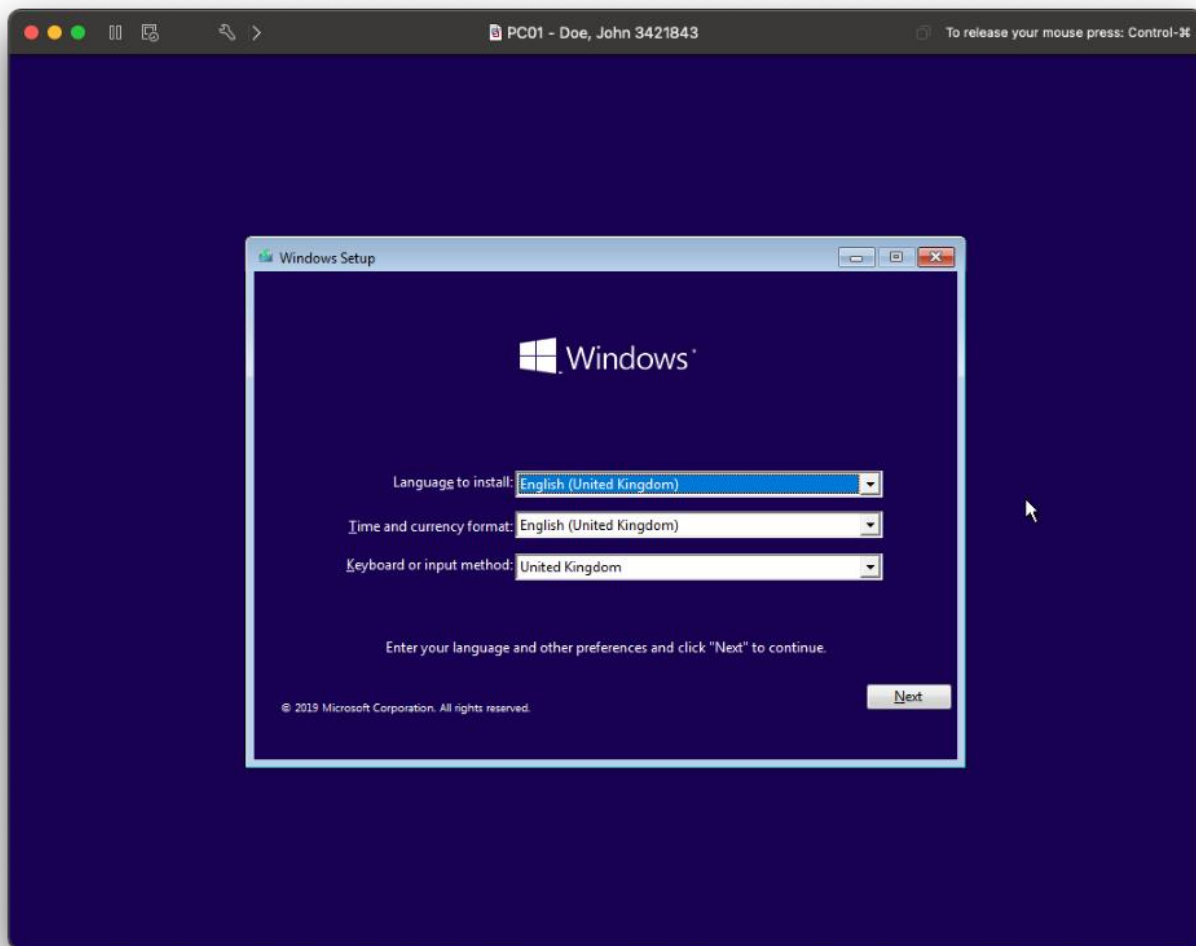 PC01 - Doe, John 3421843
To release your mouse press: Control-⌘
Windows Setup
Windows
Language to install: English (United Kingdom)
Time and currency format: English (United Kingdom)
Keyboard or input method: United Kingdom
Enter your language and other preferences and click "Next" to continue.
Next
© 2019 Microsoft Corporation. All rights reserved.